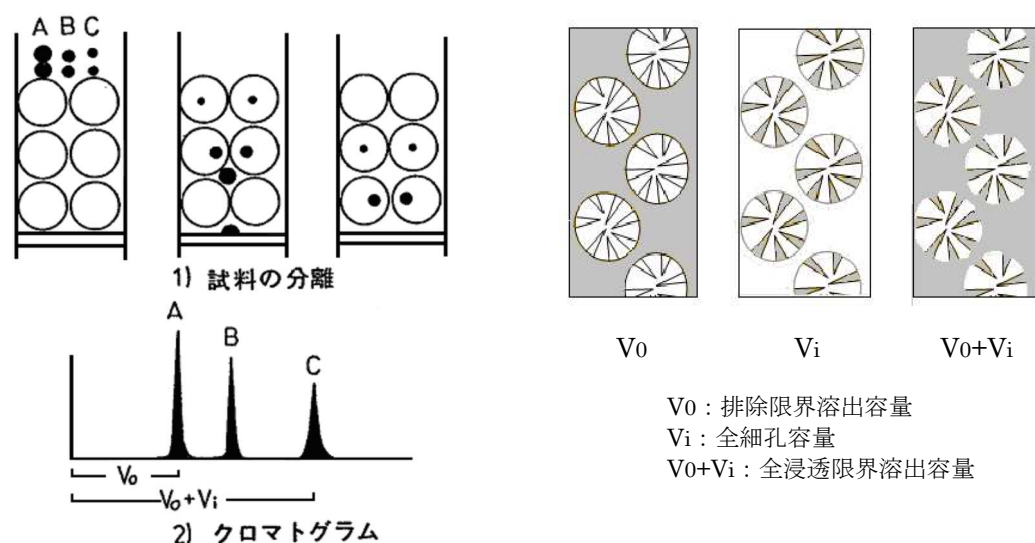 A B C
1) 試料の分離
A
B
C
V₀
V₀+Vᵢ
2) クロマトグラム
V0
Vi
V0+Vi
V0：排除限界溶出容量
Vi：全細孔容量
V0+Vi：全浸透限界溶出容量